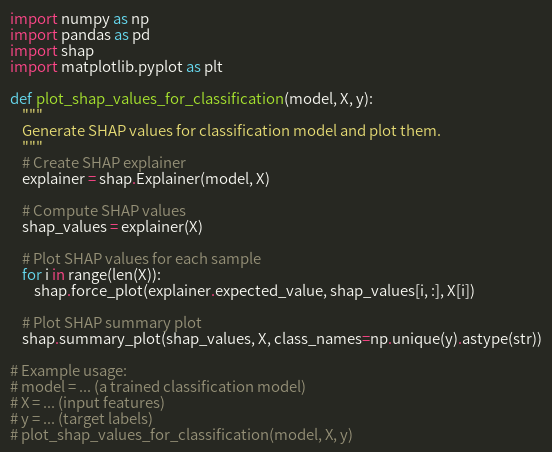 import numpy as np
import pandas as pd
import shap
import matplotlib.pyplot as plt

def plot_shap_values_for_classification(model, X, y):
    """
    Generate SHAP values for classification model and plot them.
    """
    # Create SHAP explainer
    explainer = shap.Explainer(model, X)

    # Compute SHAP values
    shap_values = explainer(X)

    # Plot SHAP values for each sample
    for i in range(len(X)):
        shap.force_plot(explainer.expected_value, shap_values[i, :], X[i])

    # Plot SHAP summary plot
    shap.summary_plot(shap_values, X, class_names=np.unique(y).astype(str))

# Example usage:
# model = ... (a trained classification model)
# X = ... (input features)
# y = ... (target labels)
# plot_shap_values_for_classification(model, X, y)